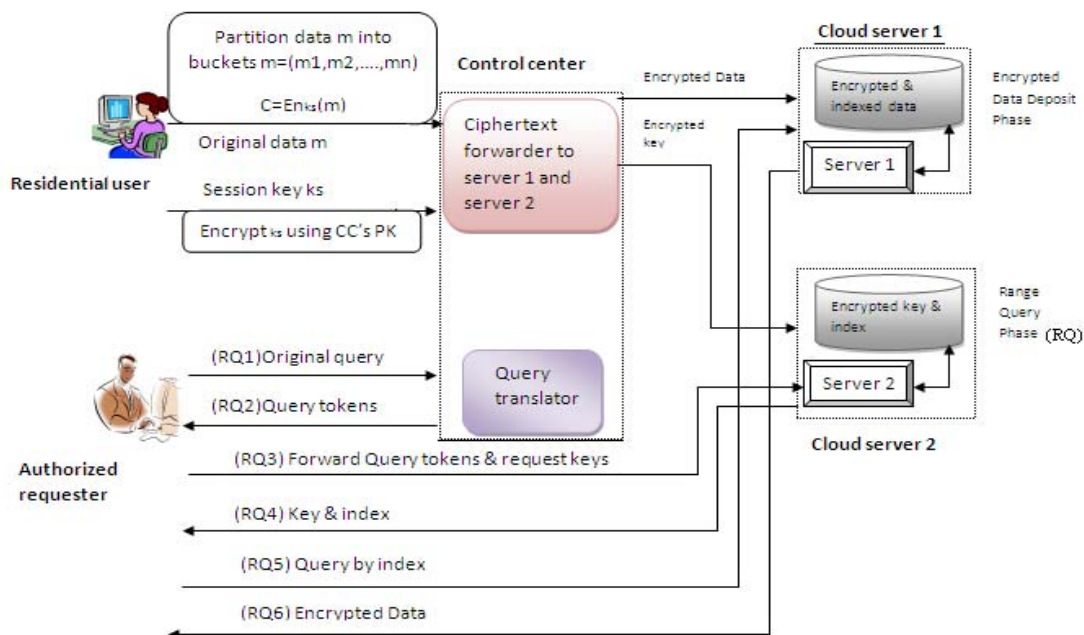 Partition data m into
buckets m=(m1,m2,....,mn)
C=Enks(m)
Original data m
Residential user
Session key ks
Encrypt ks using CC's PK
Control center
Ciphertext
forwarder to
server 1 and
server 2
Encrypted Data
Encrypted
key
Cloud server 1
Encrypted &
indexed data
Server 1
Encrypted
Data Deposit
Phase
(RQ1)Original query
(RQ2)Query tokens
Query
translator
Authorized
requester
(RQ3) Forward Query tokens & request keys
(RQ4) Key & index
(RQ5) Query by index
(RQ6) Encrypted Data
Encrypted key &
index
Server 2
Cloud server 2
Range
Query
Phase (RQ)